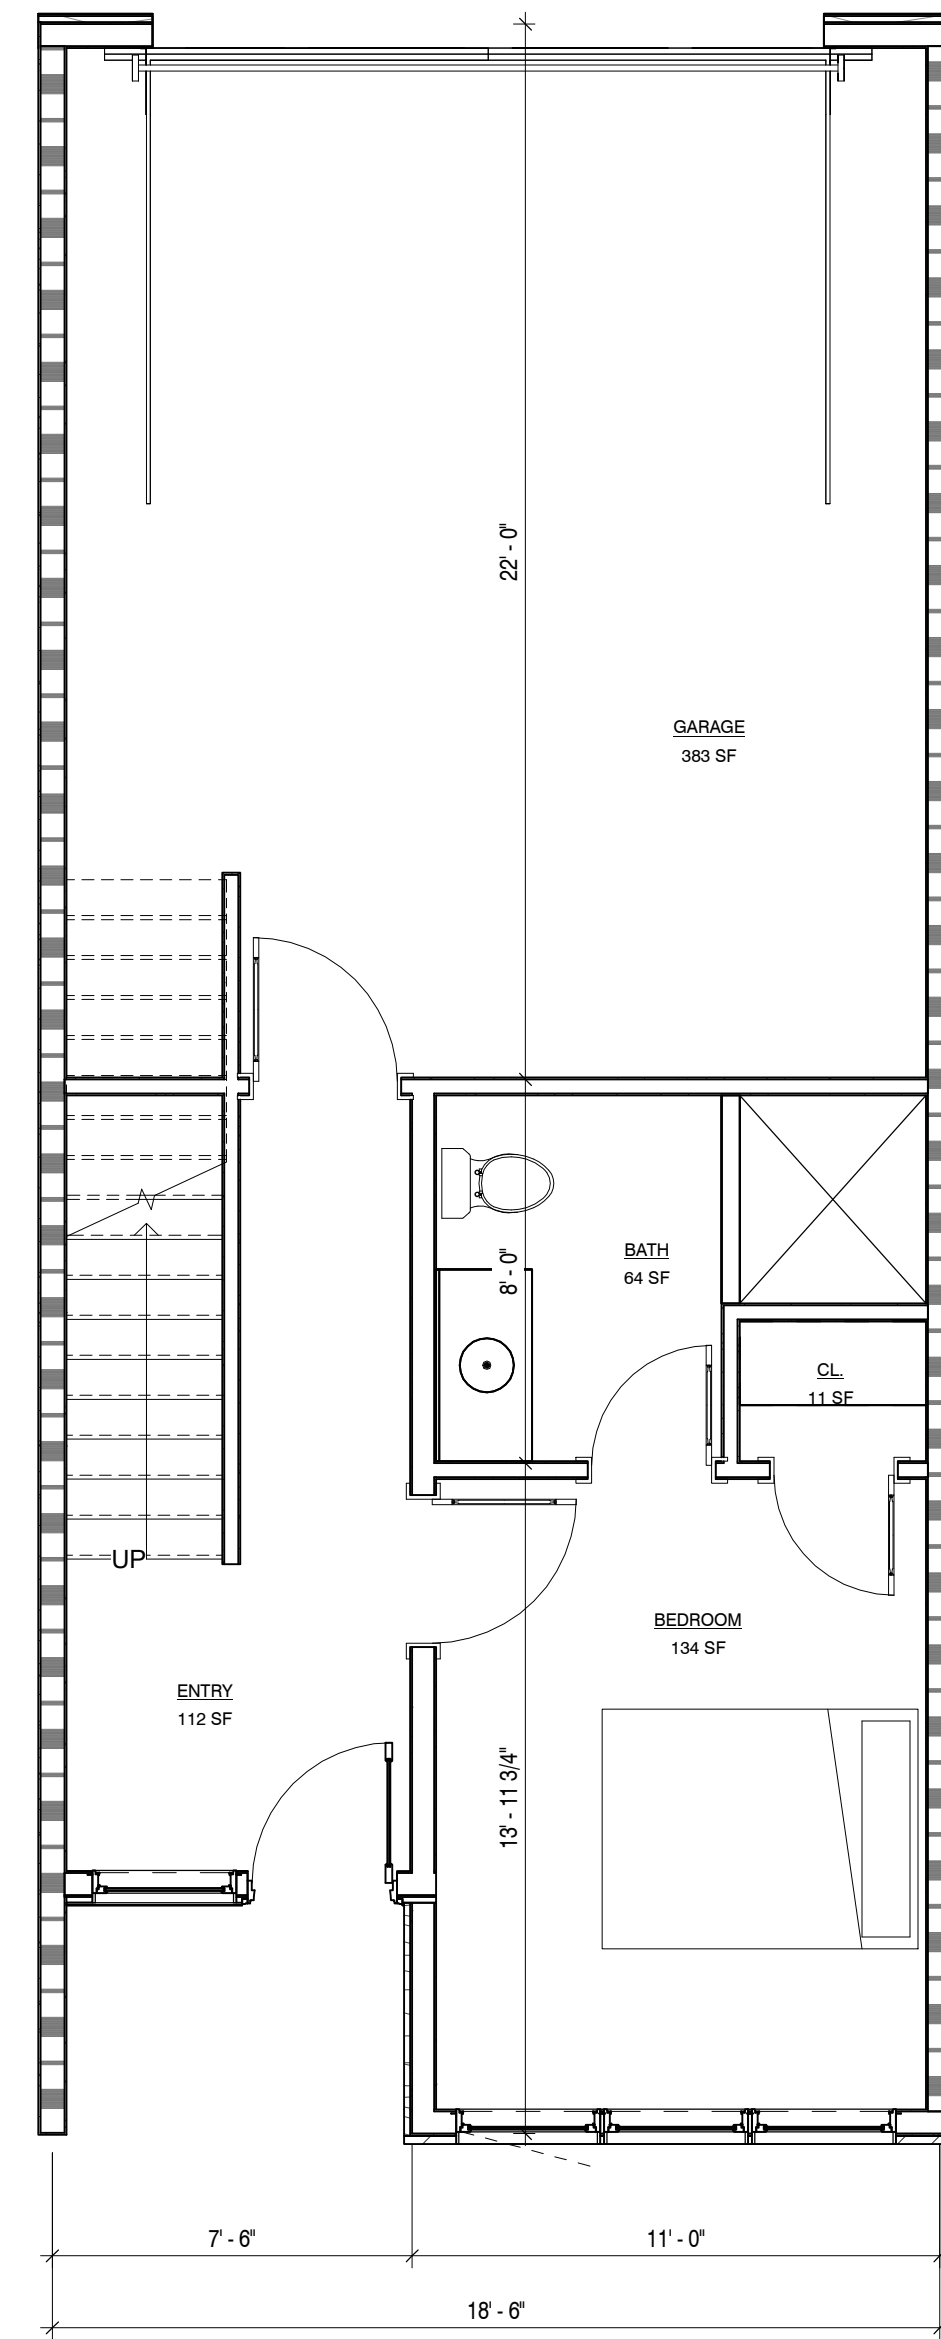 22' - 0"
GARAGE
383 SF
BATH
64 SF
8' - 0"
CL.
11 SF
UP
BEDROOM
134 SF
ENTRY
112 SF
13' - 11 3/4"
7' - 6"
11' - 0"
18' - 6"